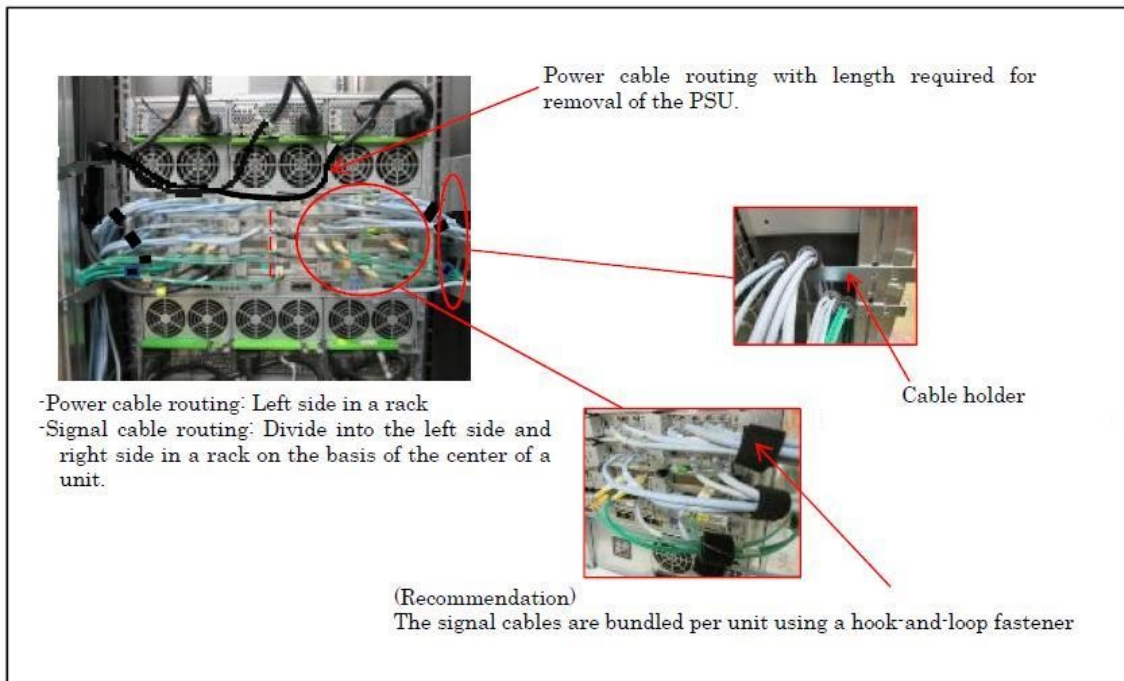 Power cable routing with length required for
removal of the PSU.
Cable holder
-Power cable routing: Left side in a rack
-Signal cable routing: Divide into the left side and
right side in a rack on the basis of the center of a
unit.
(Recommendation)
The signal cables are bundled per unit using a hook-and-loop fastener